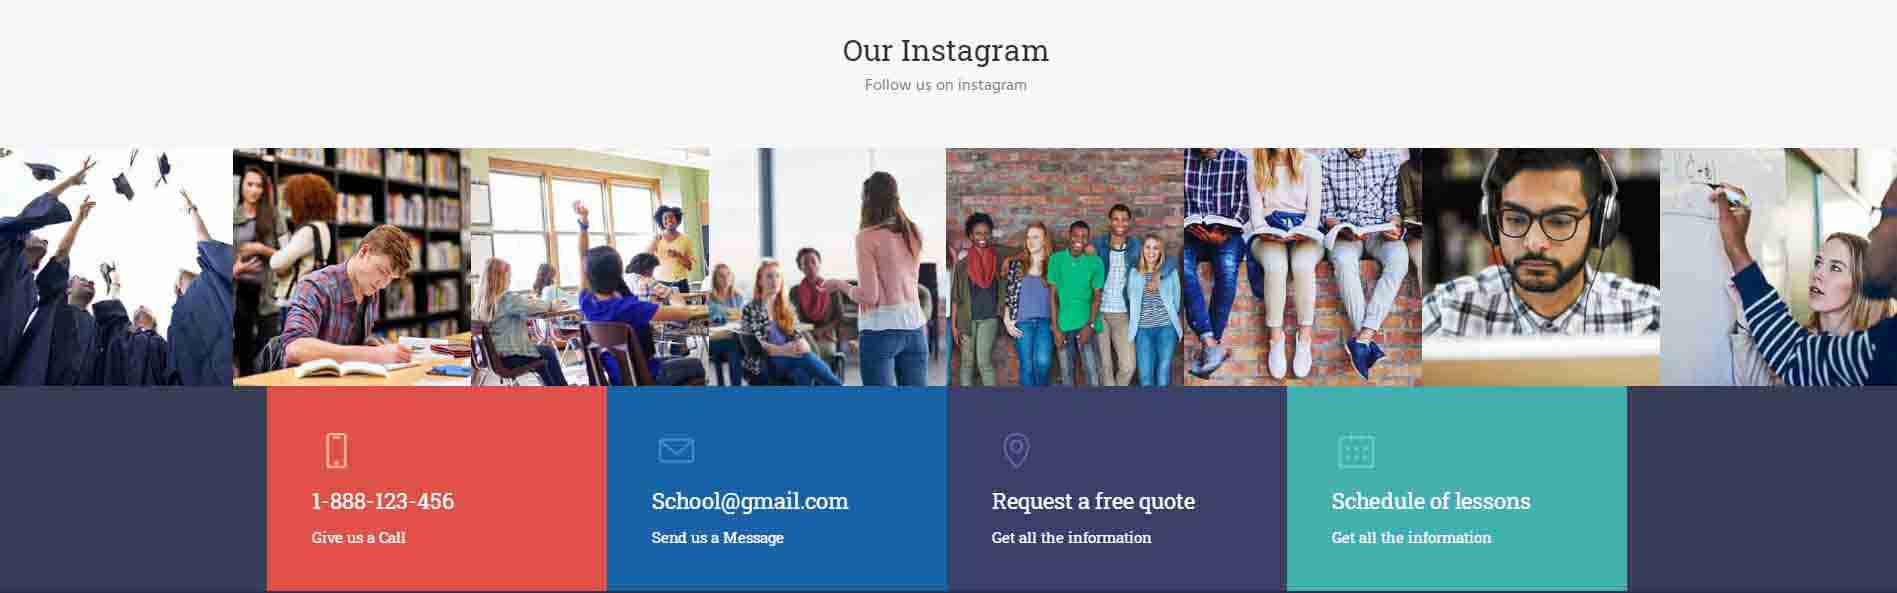 Our Instagram
Follow us on instagram
1-888-123-456
Give us a Call
School@gmail.com
Send us a Message
Request a free quote
Get all the information
Schedule of lessons
Get all the information